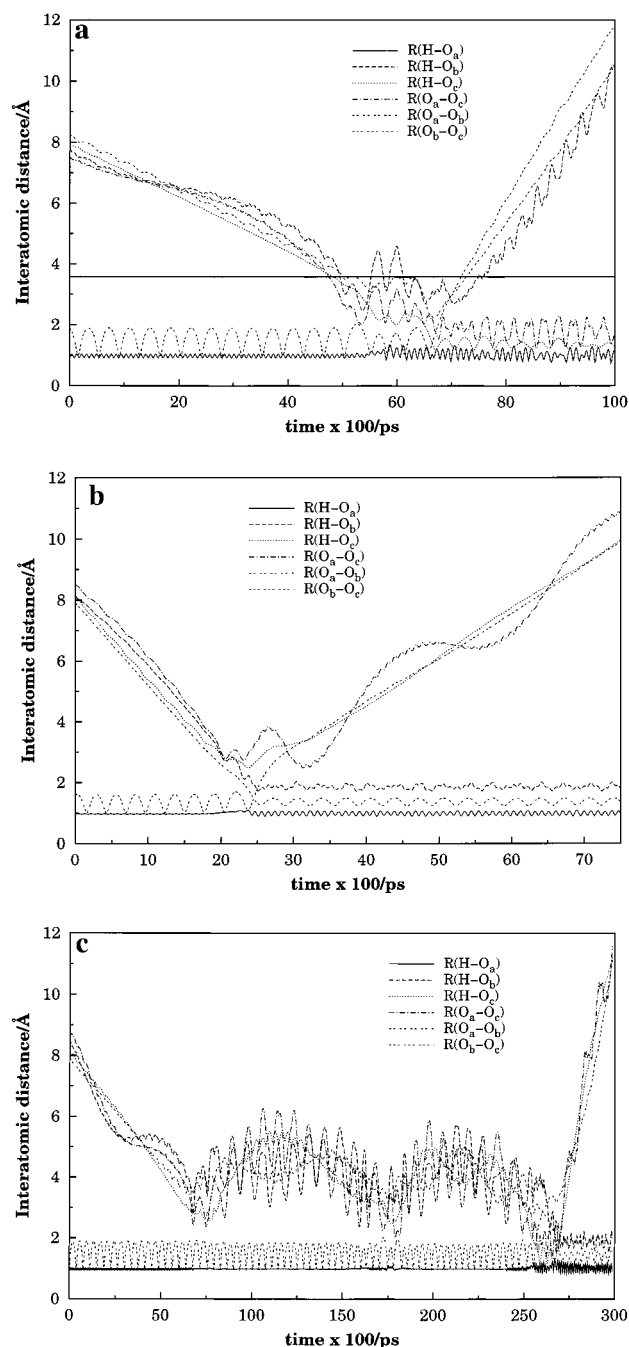 a
R(H–Oa)
R(H–Ob)
R(H–Oc)
R(Oa–Oc)
R(Oa–Ob)
R(Ob–Oc)
Interatomic distance/Å
12
10
8
6
4
2
0
0 20 40 60 80 100
time x 100/ps
b
R(H–Oa)
R(H–Ob)
R(H–Oc)
R(Oa–Oc)
R(Oa–Ob)
R(Ob–Oc)
Interatomic distance/Å
12
10
8
6
4
2
0
0 10 20 30 40 50 60 70
time x 100/ps
c
R(H–Oa)
R(H–Ob)
R(H–Oc)
R(Oa–Oc)
R(Oa–Ob)
R(Ob–Oc)
Interatomic distance/Å
12
10
8
6
4
2
0
0 50 100 150 200 250 300
time x 100/ps